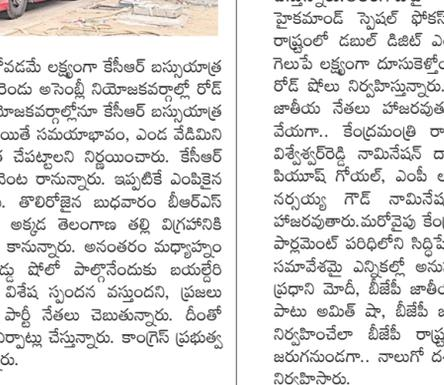 ోవడమే లక్ష్యంగా కేసీఆర్ బస్సుయాత్ర
రెండు అసెంబ్లీ నియోజకవర్గాల్లో రోడ్
యోజకవర్గాల్లోనూ కేసీఆర్ బస్సుయాత్ర
యితే సమయాభావం, ఎండ వేడిమిని
చేపట్టాలని నిర్ణయించారు. కేసీఆర్
వెంట రానున్నారు. ఇప్పటికే ఎంపికైన
తొలిరోజైన బుధవారం బీఆర్ఎస్
అక్కడ తెలంగాణ తల్లి విగ్రహానికి
కానున్నారు. అనంతరం మధ్యాహ్నం
డ్డు షోలో పాల్గొనేందుకు బయల్దేరి
విశేష స్పందన వస్తుందని, ప్రజలు
పార్టీ నేతలు చెబుతున్నారు. దీంతో
ర్పాట్లు చేస్తున్నారు. కాంగ్రెస్ ప్రభుత్వ
రు.
హైకమాండ్ స్పెషల్ ఫోకస్
రాష్ట్రంలో డబుల్ డిజిట్ ఎం
గెలుపే లక్ష్యంగా దూసుకెళ్తోం
రోడ్ షోలు నిర్వహిస్తున్నారు.
జాతీయ నేతలు హాజరవుత
వేయగా.. కేంద్రమంత్రి రా
విశ్వేశ్వర్‌రెడ్డి నామినేషన్ ద
పియూష్ గోయల్, ఎంపీ ల
నర్సయ్య గౌడ్ నామినేష
హాజరవుతారు.మరోవైపు కేంద్ర
పార్లమెంట్ పరిధిలోని సిద్ధిపే
సమావేశమై ఎన్నికల్లో అను
ప్రధాని మోదీ, బీజేపీ జాతీయ
పాటు అమిత్ షా, బీజేపీ జ
నిర్వహించేలా బీజేపీ రాష్ట్ర
జరుగనుండగా.. నాలుగో ద
నిర్వహిసారు.